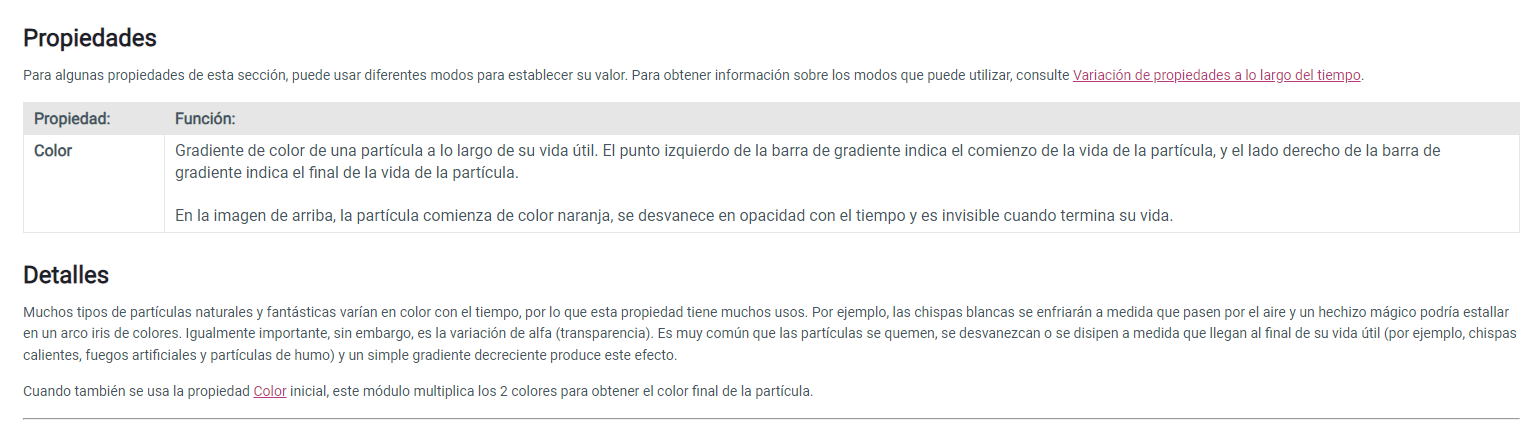 Propiedades
Para algunas propiedades de esta sección, puede usar diferentes modos para establecer su valor. Para obtener información sobre los modos que puede utilizar, consulte Variación de propiedades a lo largo del tiempo.
Propiedad: Función:
Color Gradiente de color de una partícula a lo largo de su vida útil. El punto izquierdo de la barra de gradiente indica el comienzo de la vida de la partícula, y el lado derecho de la barra de
gradiente indica el final de la vida de la partícula.
En la imagen de arriba, la partícula comienza de color naranja, se desvanece en opacidad con el tiempo y es invisible cuando termina su vida.
Detalles
Muchos tipos de partículas naturales y fantásticas varían en color con el tiempo, por lo que esta propiedad tiene muchos usos. Por ejemplo, las chispas blancas se enfriarán a medida que pasen por el aire y un hechizo mágico podría estallar
en un arco iris de colores. Igualmente importante, sin embargo, es la variación de alfa (transparencia). Es muy común que las partículas se quemen, se desvanezcan o se disipen a medida que llegan al final de su vida útil (por ejemplo, chispas
calientes, fuegos artificiales y partículas de humo) y un simple gradiente decreciente produce este efecto.
Cuando también se usa la propiedad Color inicial, este módulo multiplica los 2 colores para obtener el color final de la partícula.